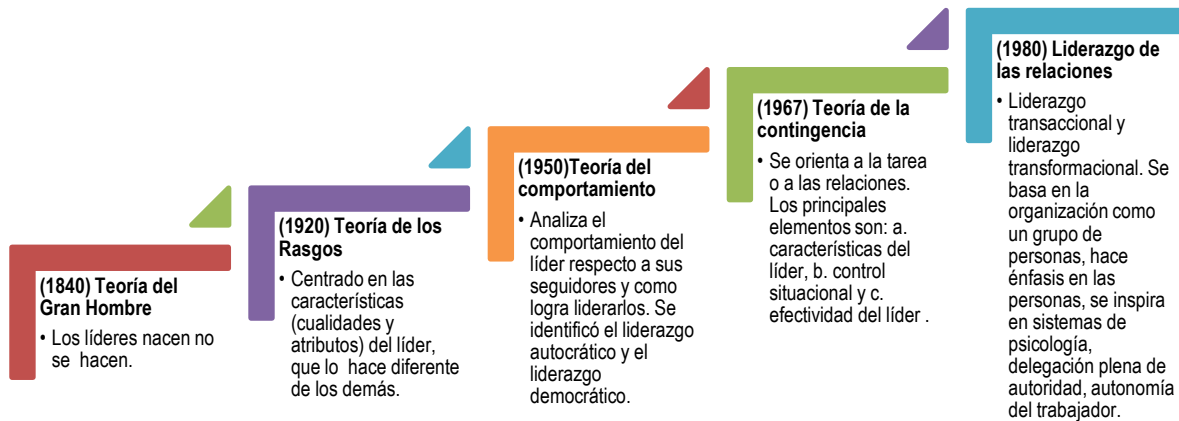 (1840) Teoría del
Gran Hombre
• Los líderes nacen no
se hacen.
(1920) Teoría de los
Rasgos
• Centrado en las
características
(cualidades y
atributos) del líder,
que lo hace diferente
de los demás.
(1950)Teoría del
comportamiento
• Analiza el
comportamiento del
líder respecto a sus
seguidores y como
logra liderarlos. Se
identificó el liderazgo
autocrático y el
liderazgo
democrático.
(1967) Teoría de la
contingencia
• Se orienta a la tarea
o a las relaciones.
Los principales
elementos son: a.
características del
líder, b. control
situacional y c.
efectividad del líder .
(1980) Liderazgo de
las relaciones
• Liderazgo
transaccional y
liderazgo
transformacional. Se
basa en la
organización como
un grupo de
personas, hace
énfasis en las
personas, se inspira
en sistemas de
psicología,
delegación plena de
autoridad, autonomía
del trabajador.